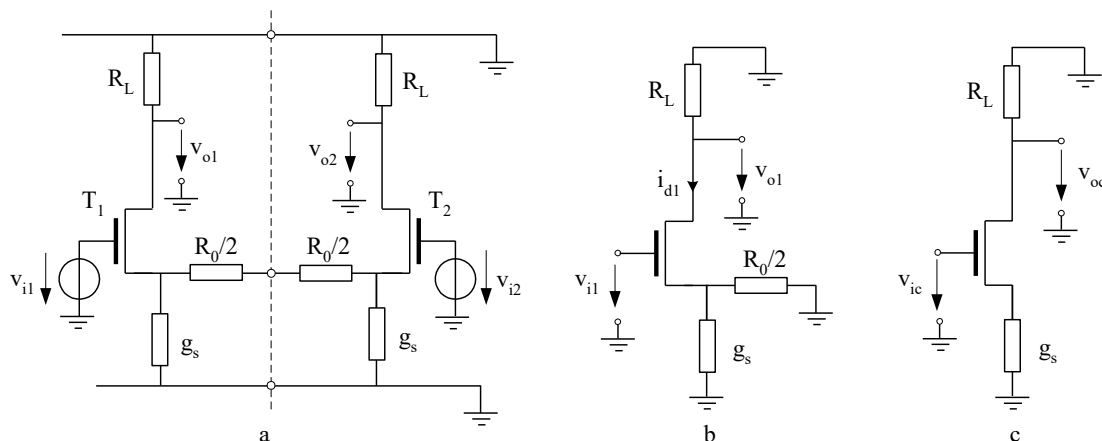 R_L
R_L
v_o1
v_o2
T_1
T_2
R_0/2
R_0/2
v_i1
v_i2
g_s
g_s
a
R_L
v_o1
i_d1
R_0/2
v_i1
g_s
b
R_L
v_oc
v_ic
g_s
c